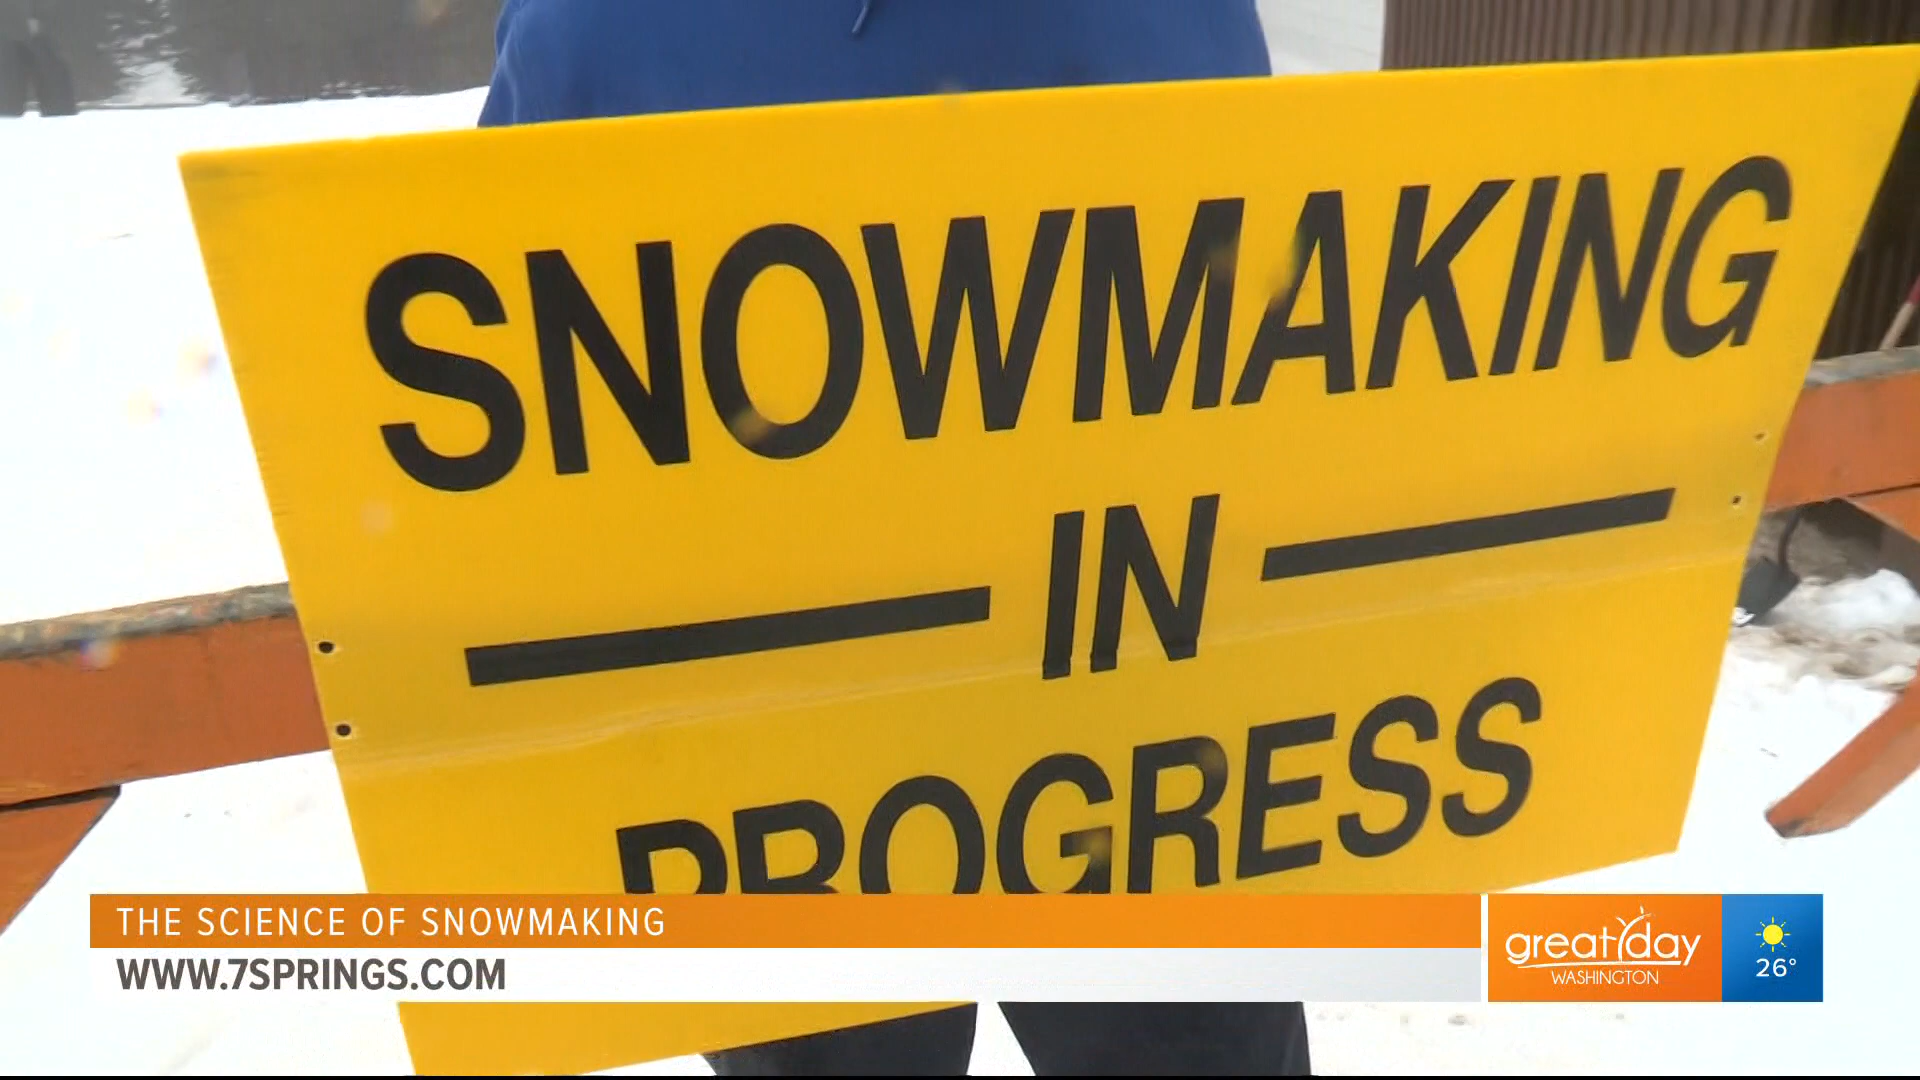 SNOWMAKING
IN
PROGRESS
THE SCIENCE OF SNOWMAKING
WWW.7SPRINGS.COM
great day
WASHINGTON
26°